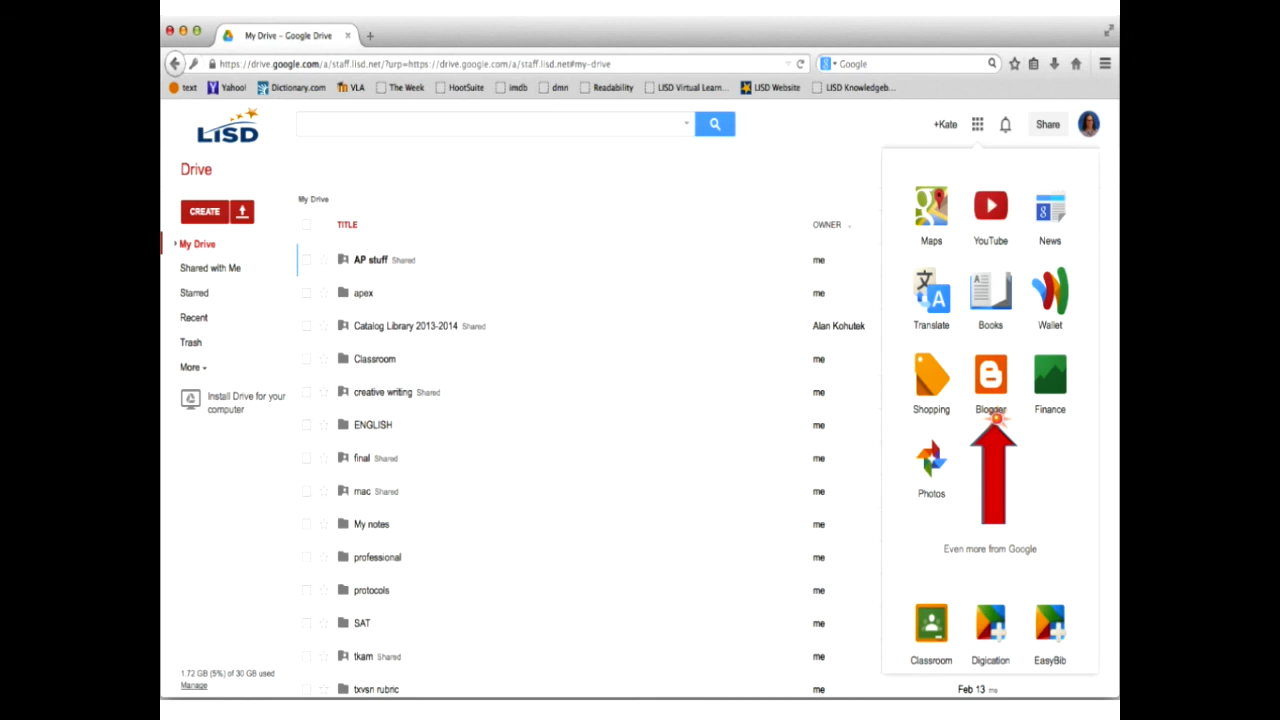 My Drive – Google Drive
https://drive.google.com/a/staff.lisd.net/?urp=https://drive.google.com/a/staff.lisd.net#my-drive
Google
text Yahoo! Dictionary.com VLA The Week HootSuite imdb dmn Readability LISD Virtual Learn... LISD Website LISD Knowledgeb...
LISD
+Kate Share
Drive
CREATE
My Drive
Shared with Me
Starred
Recent
Trash
More
Install Drive for your
computer
1.72 GB (5%) of 30 GB used
Manage
My Drive
TITLE OWNER
AP stuff Shared me
apex me
Catalog Library 2013-2014 Shared Alan Kohutek
Classroom me
creative writing Shared me
ENGLISH me
final Shared me
mac Shared me
My notes me
professional me
protocols me
SAT me
tkam Shared me
txvsn rubric me Feb 13 me
Maps YouTube News
Translate Books Wallet
Shopping Blogger Finance
Photos
Even more from Google
Classroom Digication EasyBib